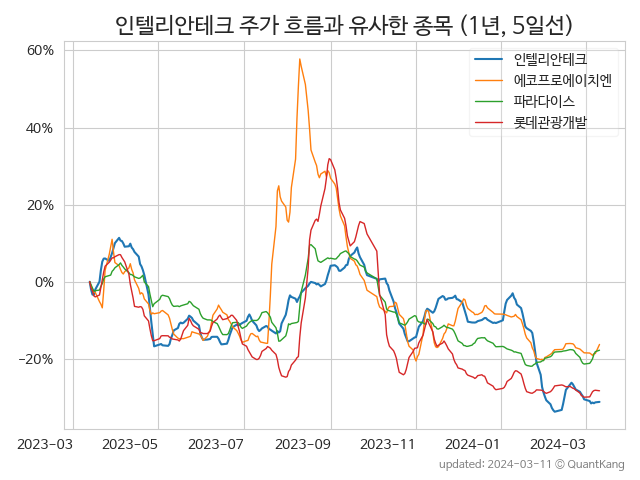 인텔리안테크 주가 흐름과 유사한 종목 (1년, 5일선)
인텔리안테크
에코프로에이치엔
파라다이스
롯데관광개발
60%
40%
20%
0%
−20%
2023-03 2023-05 2023-07 2023-09 2023-11 2024-01 2024-03
updated: 2024-03-11 © QuantKang